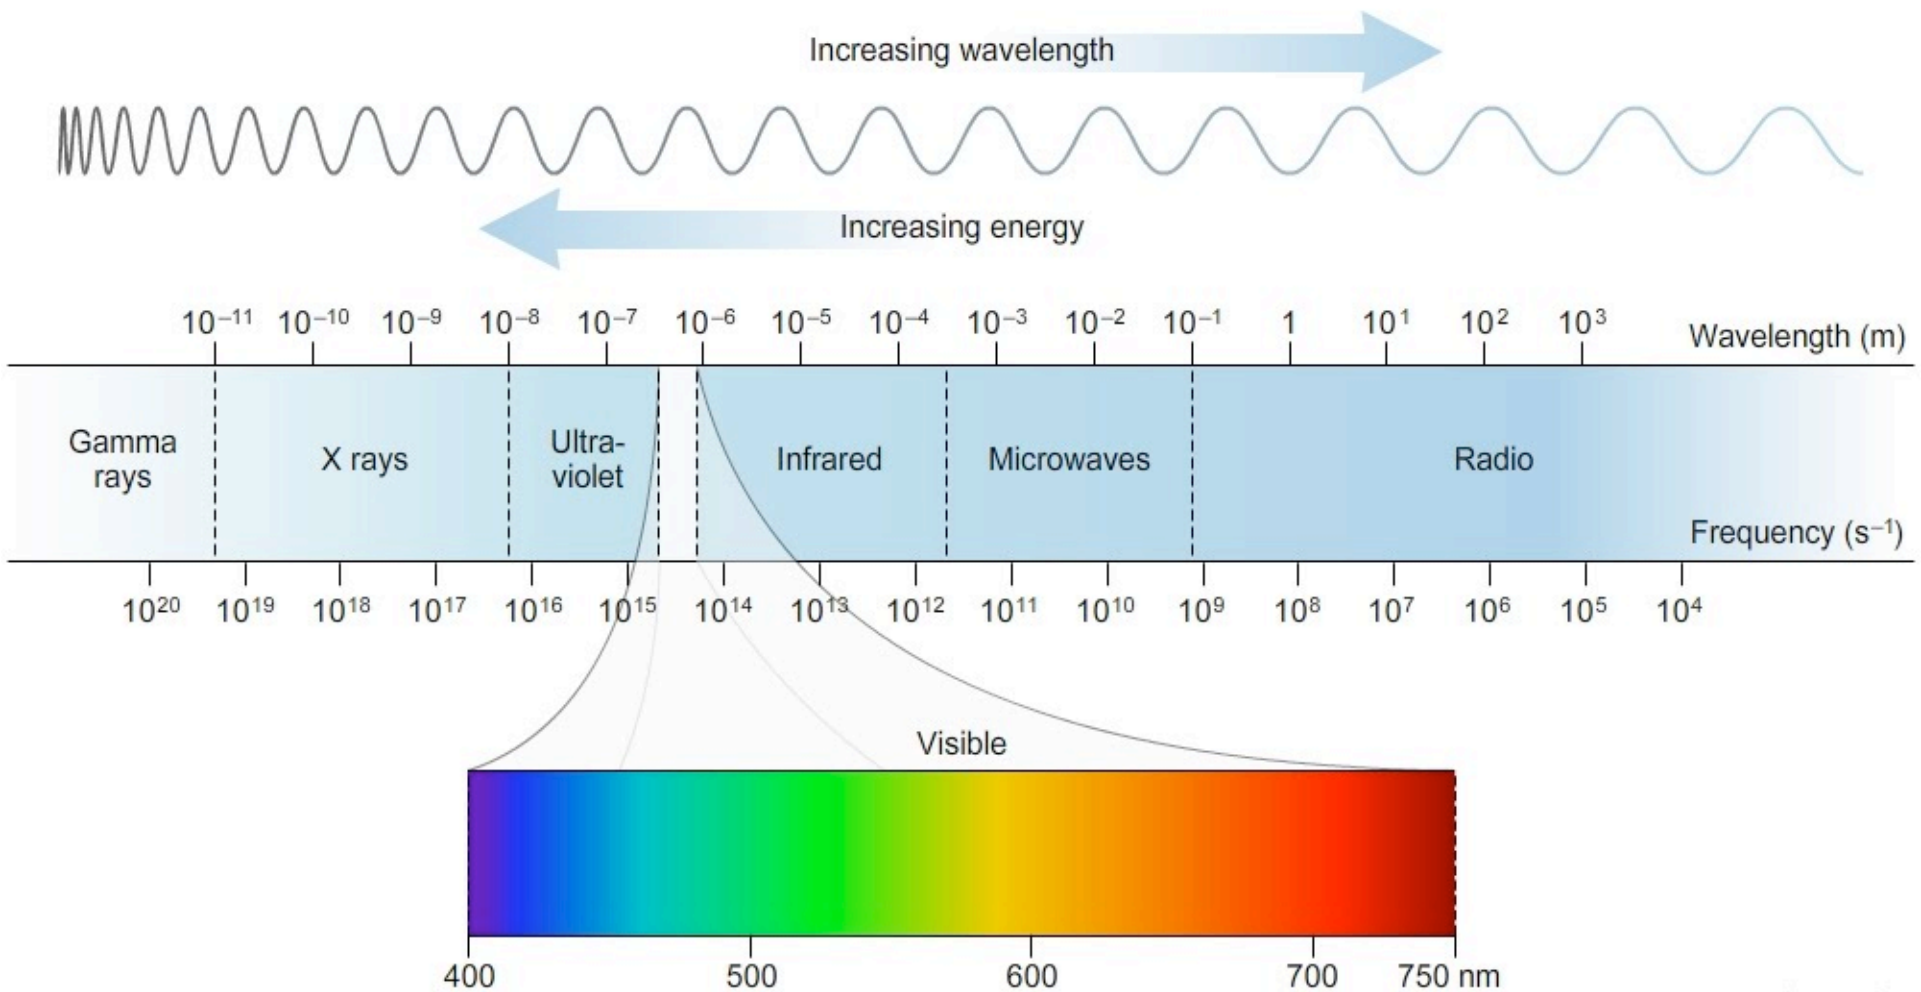 Increasing wavelength
Increasing energy
10⁻¹¹ 10⁻¹⁰ 10⁻⁹ 10⁻⁸ 10⁻⁷ 10⁻⁶ 10⁻⁵ 10⁻⁴ 10⁻³ 10⁻² 10⁻¹ 1 10¹ 10² 10³ Wavelength (m)
Gamma
rays
X rays
Ultra-
violet
Infrared
Microwaves
Radio
Frequency (s⁻¹)
10²⁰ 10¹⁹ 10¹⁸ 10¹⁷ 10¹⁶ 10¹⁵ 10¹⁴ 10¹³ 10¹² 10¹¹ 10¹⁰ 10⁹ 10⁸ 10⁷ 10⁶ 10⁵ 10⁴
Visible
400 500 600 700 750 nm